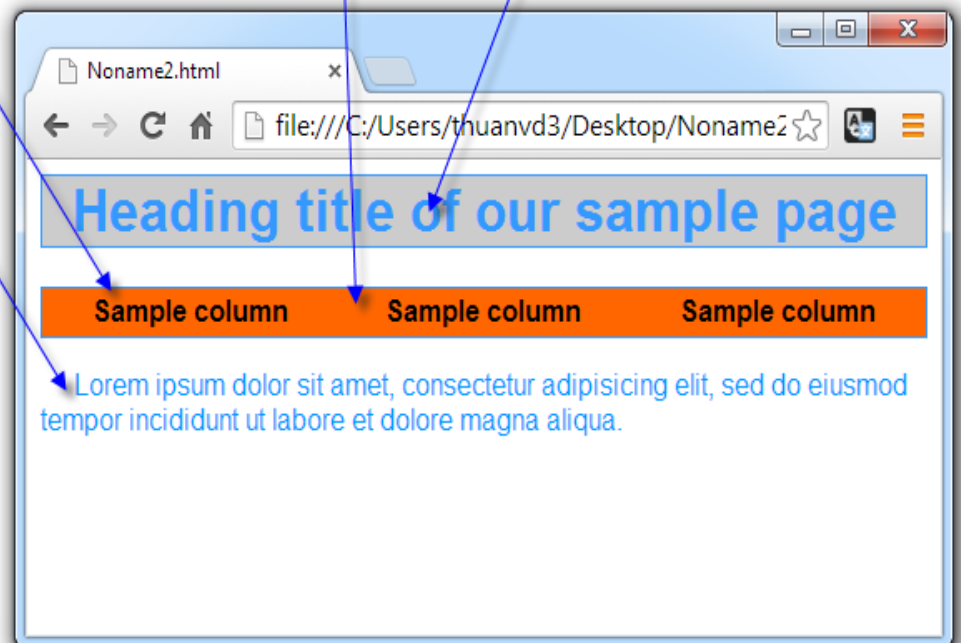 Noname2.html
file:///C:/Users/thuanvd3/Desktop/Noname2
Heading title of our sample page
Sample column Sample column Sample column
Lorem ipsum dolor sit amet, consectetur adipisicing elit, sed do eiusmod
tempor incididunt ut labore et dolore magna aliqua.